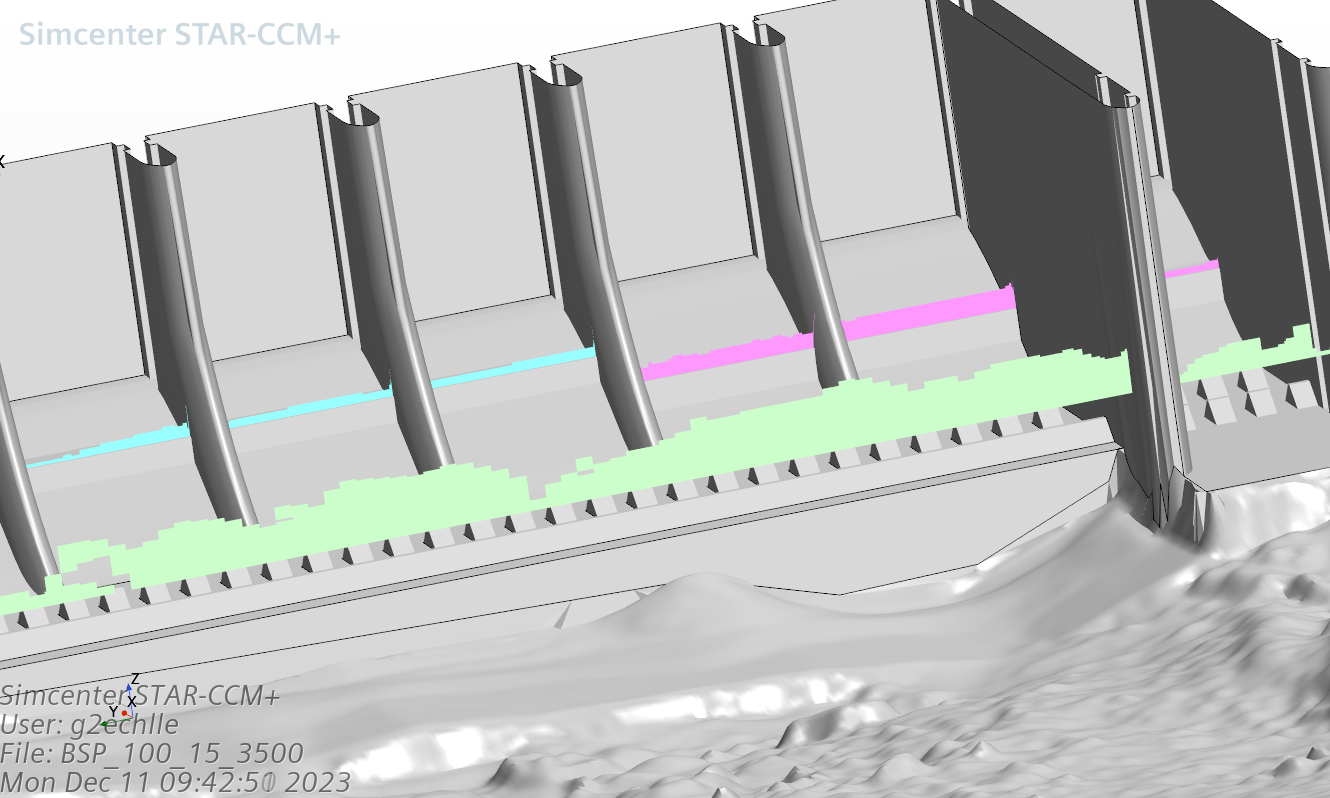 Simcenter STAR-CCM+
X
Z
X
Y
Simcenter STAR-CCM+
User: g2echlle
File: BSP_100_15_3500
Mon Dec 11 09:42:50 2023